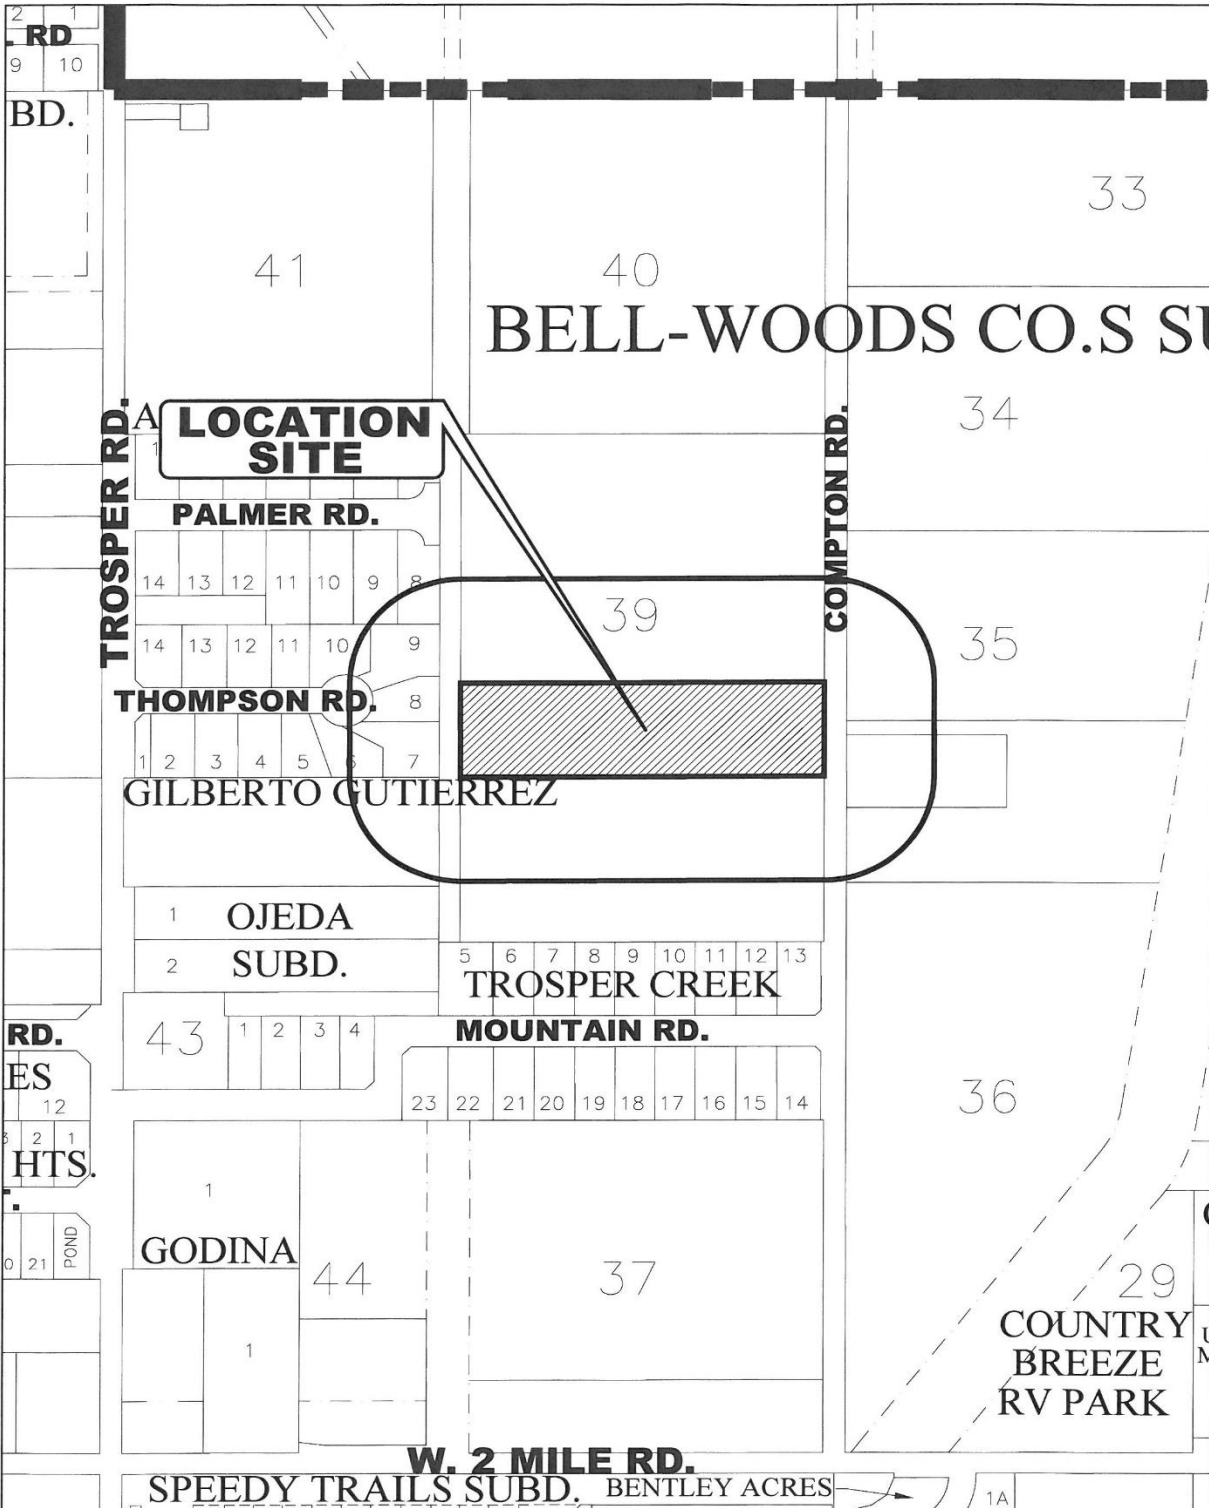 2 1
. RD
9 10
BD.
33
41
40
BELL-WOODS CO.S SU
34
TROSPER RD.
A
LOCATION
SITE
1
COMPTON RD.
PALMER RD.
14 13 12 11 10 9 8
39
35
14 13 12 11 10 9
THOMPSON RD.
8
1 2 3 4 5 6 7
GILBERTO GUTIERREZ
1 OJEDA
2 SUBD.
5 6 7 8 9 10 11 12 13
TROSPER CREEK
RD.
43
1 2 3 4
MOUNTAIN RD.
ES
12
23 22 21 20 19 18 17 16 15 14
36
3 2 1
HTS.
1
21 POND
GODINA
44
37
29
1
COUNTRY
BREEZE
RV PARK
W. 2 MILE RD.
SPEEDY TRAILS SUBD.
BENTLEY ACRES
1A